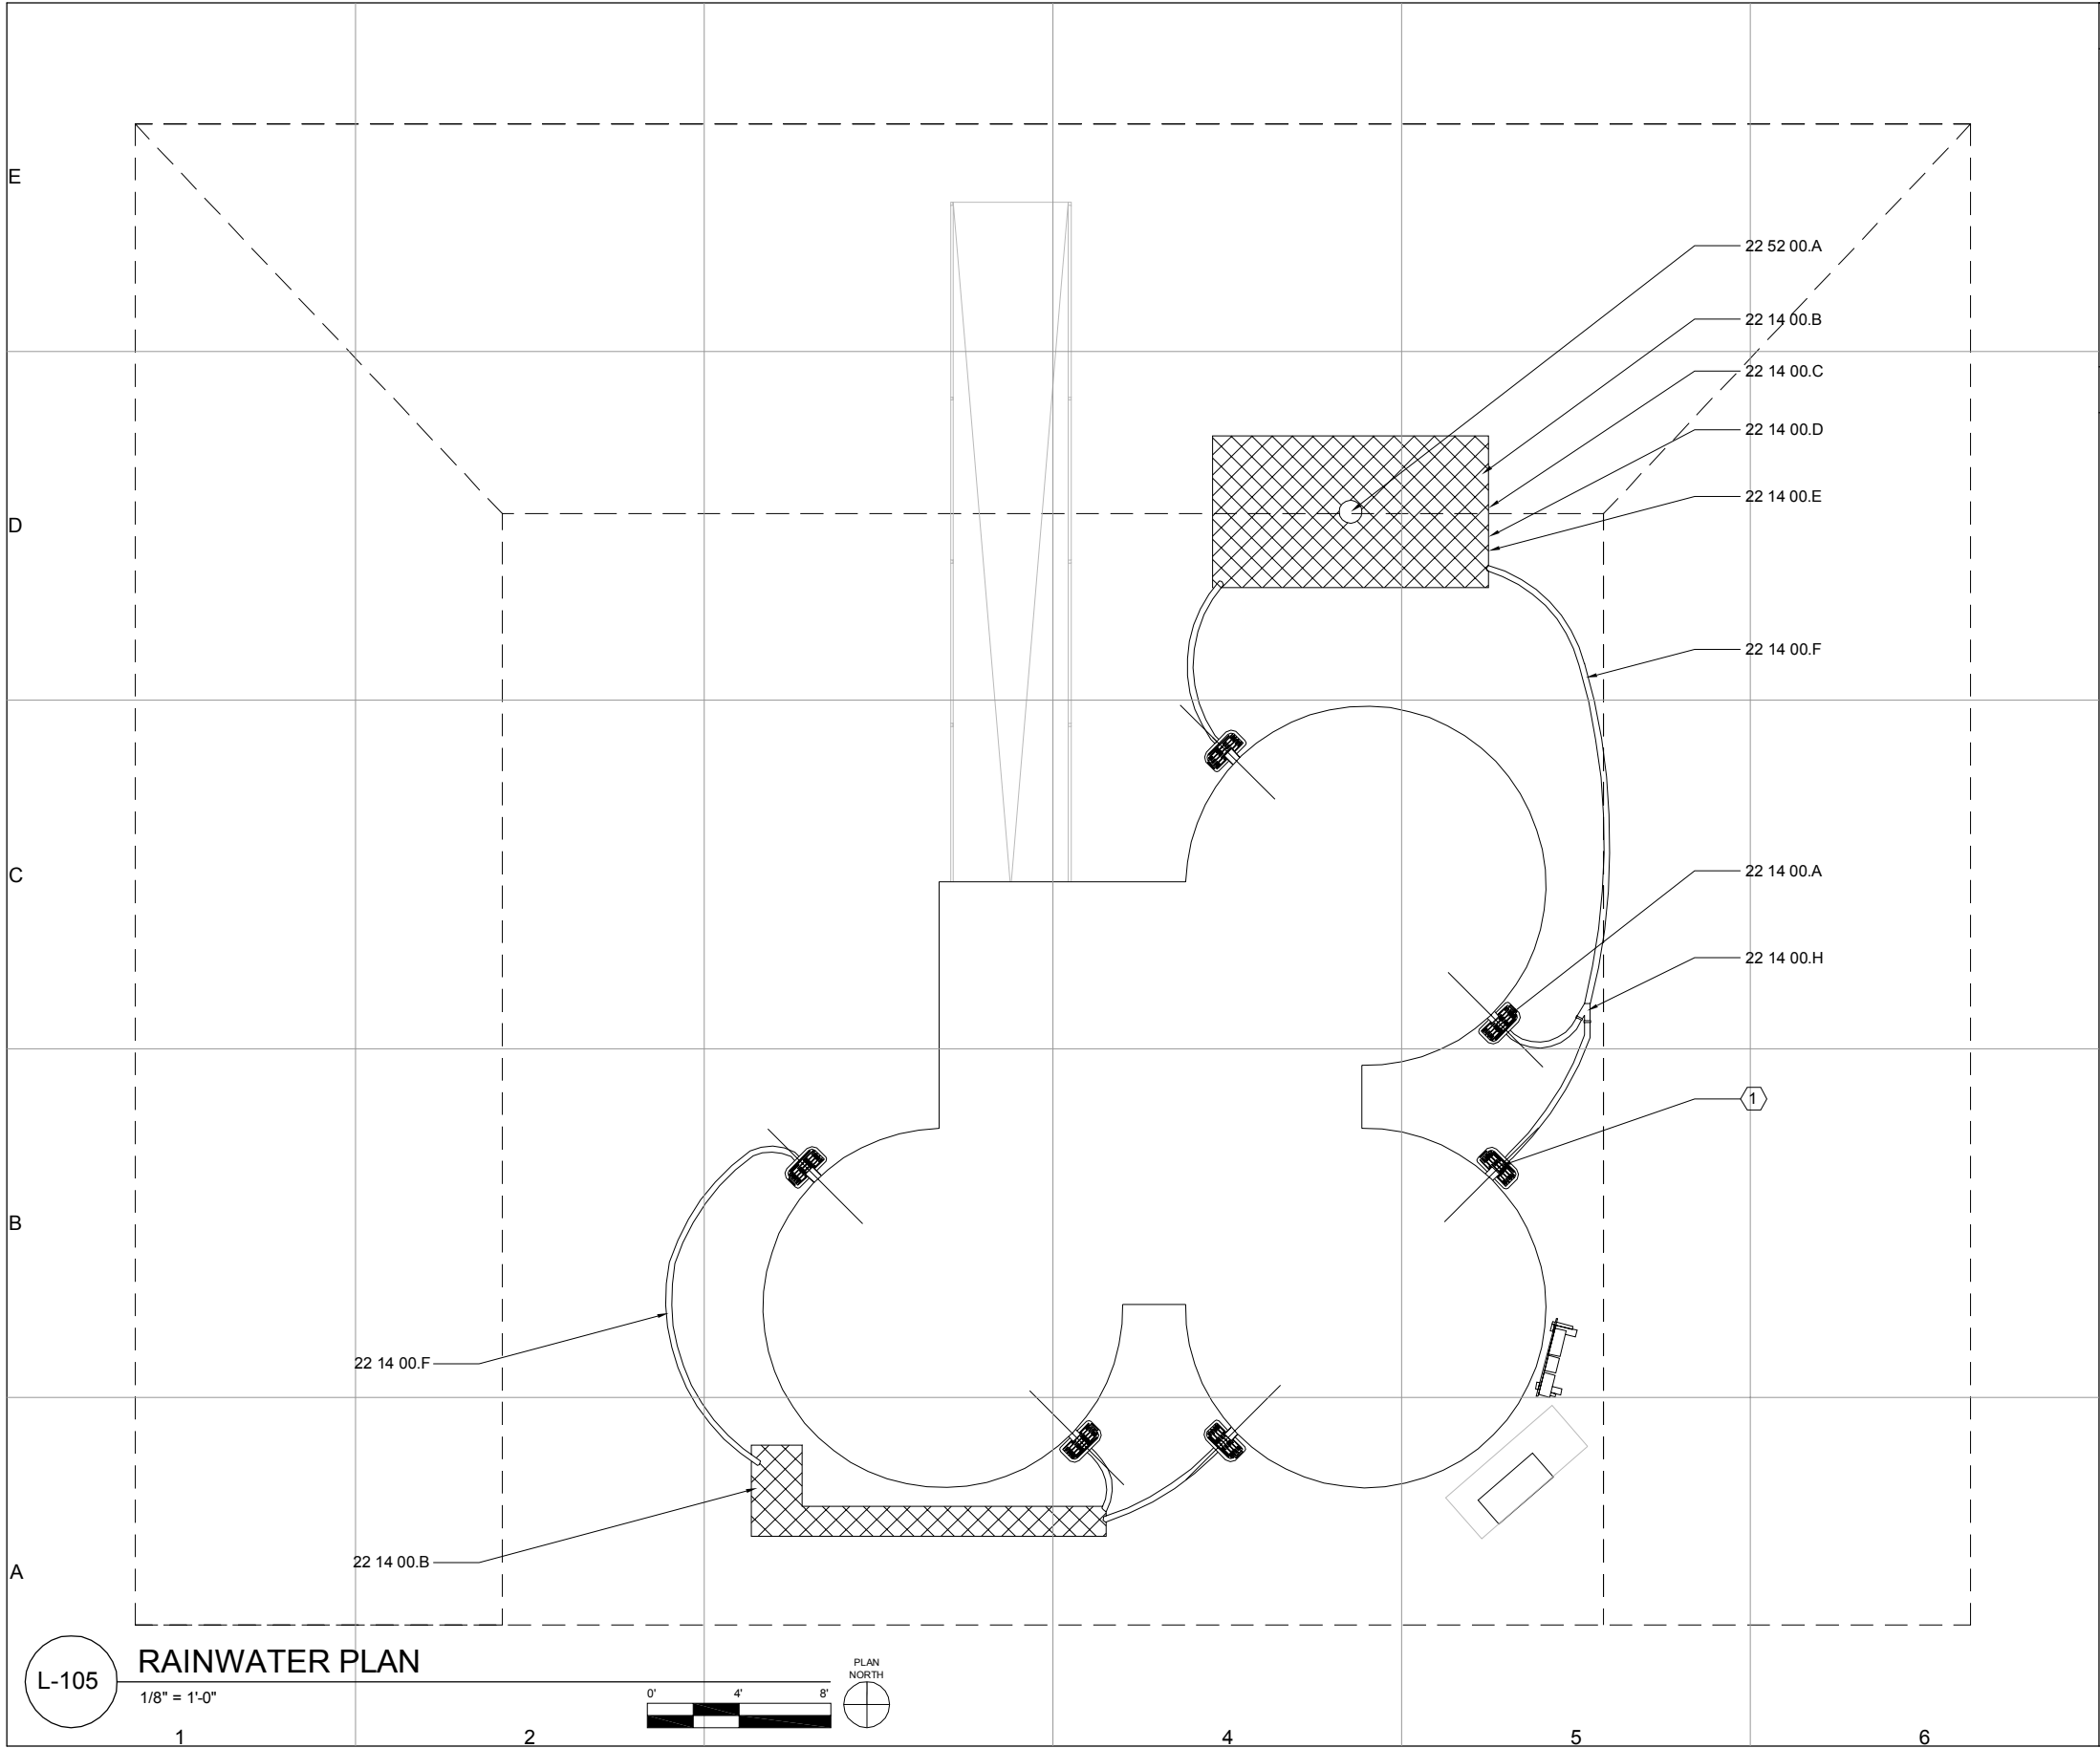 E
22 52 00.A
22 14 00.B
22 14 00.C
22 14 00.D
22 14 00.E
D
22 14 00.F
C
22 14 00.A
22 14 00.H
1
B
22 14 00.F
22 14 00.B
A
L-105
RAINWATER PLAN
1/8" = 1'-0"
0' 4' 8'
PLAN
NORTH
1 2 4 5 6